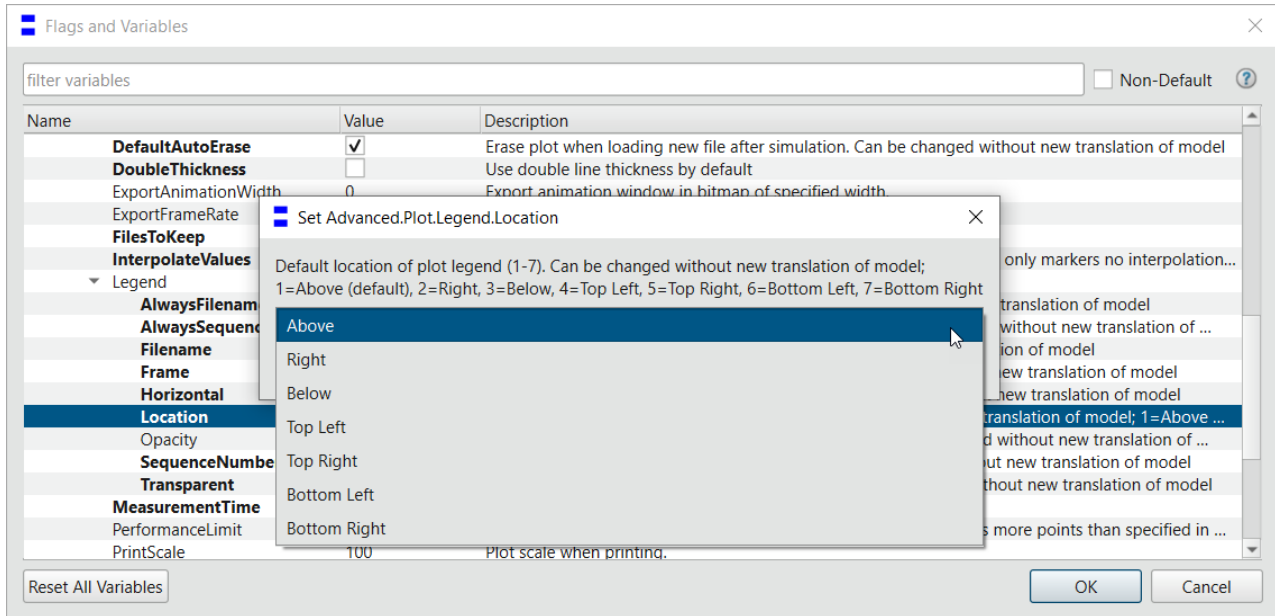 Flags and Variables
filter variables
Non-Default
?
Name Value Description
DefaultAutoErase Erase plot when loading new file after simulation. Can be changed without new translation of model
DoubleThickness Use double line thickness by default
ExportAnimationWidth 0 Export animation window in bitmap of specified width.
ExportFrameRate
Set Advanced.Plot.Legend.Location
FilesToKeep
InterpolateValues only markers no interpolation...
Default location of plot legend (1-7). Can be changed without new translation of model;
Legend
1=Above (default), 2=Right, 3=Below, 4=Top Left, 5=Top Right, 6=Bottom Left, 7=Bottom Right
AlwaysFilenam translation of model
Above
AlwaysSequenc without new translation of ...
Filename ion of model
Right
Frame new translation of model
Below
Horizontal new translation of model
Location translation of model; 1=Above ...
Top Left
Opacity d without new translation of ...
Top Right
SequenceNumbe out new translation of model
Transparent thout new translation of model
Bottom Left
MeasurementTime
Bottom Right
PerformanceLimit s more points than specified in ...
PrintScale 100 Plot scale when printing.
Reset All Variables
OK
Cancel